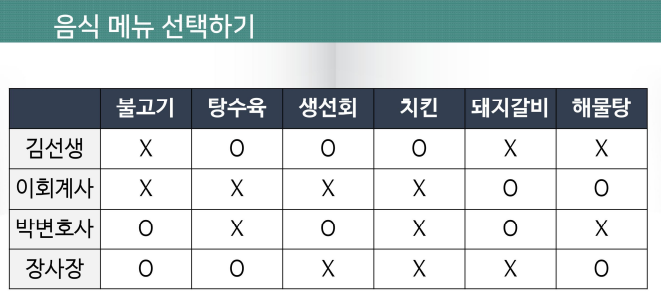 음식 메뉴 선택하기
불고기 탕수육 생선회 치킨 돼지갈비 해물탕
김선생 X O O O X X
이회계사 X X X X O O
박변호사 O X O X O X
장사장 O O X X X O